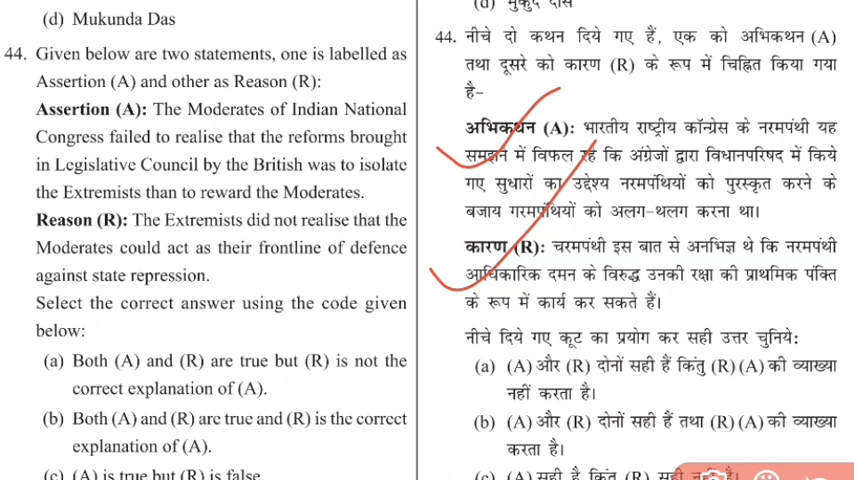 (d) Mukunda Das
44. Given below are two statements, one is labelled as
Assertion (A) and other as Reason (R):
Assertion (A): The Moderates of Indian National
Congress failed to realise that the reforms brought
in Legislative Council by the British was to isolate
the Extremists than to reward the Moderates.
Reason (R): The Extremists did not realise that the
Moderates could act as their frontline of defence
against state repression.
Select the correct answer using the code given
below:
(a) Both (A) and (R) are true but (R) is not the
correct explanation of (A).
(b) Both (A) and (R) are true and (R) is the correct
explanation of (A).
(c) (A) is true but (R) is false.
(d) मुकुंद दास
44. नीचे दो कथन दिये गए हैं, एक को अभिकथन (A)
तथा दूसरे को कारण (R) के रूप में चिह्नित किया गया
है-
अभिकथन (A): भारतीय राष्ट्रीय कॉन्ग्रेस के नरमपंथी यह
समझने में विफल रहे कि अंग्रेजों द्वारा विधानपरिषद में किये
गए सुधारों का उद्देश्य नरमपंथियों को पुरस्कृत करने के
बजाय गरमपंथियों को अलग-थलग करना था।
कारण (R): चरमपंथी इस बात से अनभिज्ञ थे कि नरमपंथी
आधिकारिक दमन के विरुद्ध उनकी रक्षा की प्राथमिक पंक्ति
के रूप में कार्य कर सकते हैं।
नीचे दिये गए कूट का प्रयोग कर सही उत्तर चुनिये:
(a) (A) और (R) दोनों सही हैं किंतु (R) (A) की व्याख्या
नहीं करता है।
(b) (A) और (R) दोनों सही हैं तथा (R) (A) की व्याख्या
करता है।
(c) (A) सही है किंतु (R) सही नहीं है।